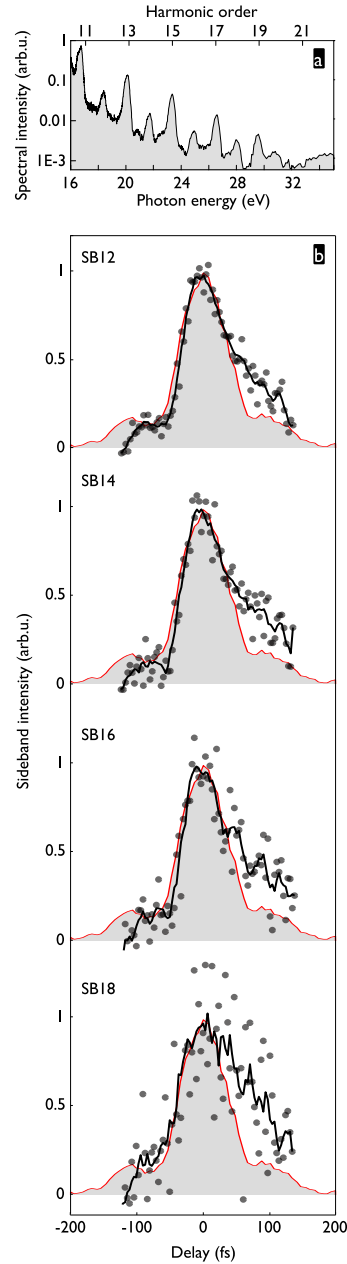 Harmonic order
11 13 15 17 19 21
a
Spectral intensity (arb.u.)
1
0.1
0.01
1E-3
16 20 24 28 32
Photon energy (eV)
b
SB12
1
0.5
0
SB14
1
0.5
0
Sideband intensity (arb.u.)
SB16
1
0.5
0
SB18
1
0.5
0
-200 -100 0 100 200
Delay (fs)